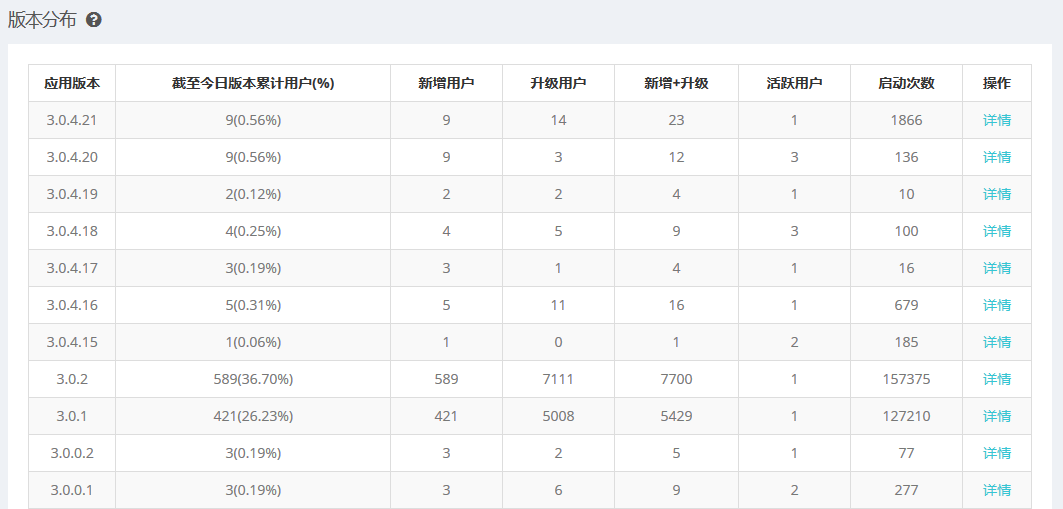 版本分布 ?
应用版本 截至今日版本累计用户(%) 新增用户 升级用户 新增+升级 活跃用户 启动次数 操作
3.0.4.21 9(0.56%) 9 14 23 1 1866 详情
3.0.4.20 9(0.56%) 9 3 12 3 136 详情
3.0.4.19 2(0.12%) 2 2 4 1 10 详情
3.0.4.18 4(0.25%) 4 5 9 3 100 详情
3.0.4.17 3(0.19%) 3 1 4 1 16 详情
3.0.4.16 5(0.31%) 5 11 16 1 679 详情
3.0.4.15 1(0.06%) 1 0 1 2 185 详情
3.0.2 589(36.70%) 589 7111 7700 1 157375 详情
3.0.1 421(26.23%) 421 5008 5429 1 127210 详情
3.0.0.2 3(0.19%) 3 2 5 1 77 详情
3.0.0.1 3(0.19%) 3 6 9 2 277 详情